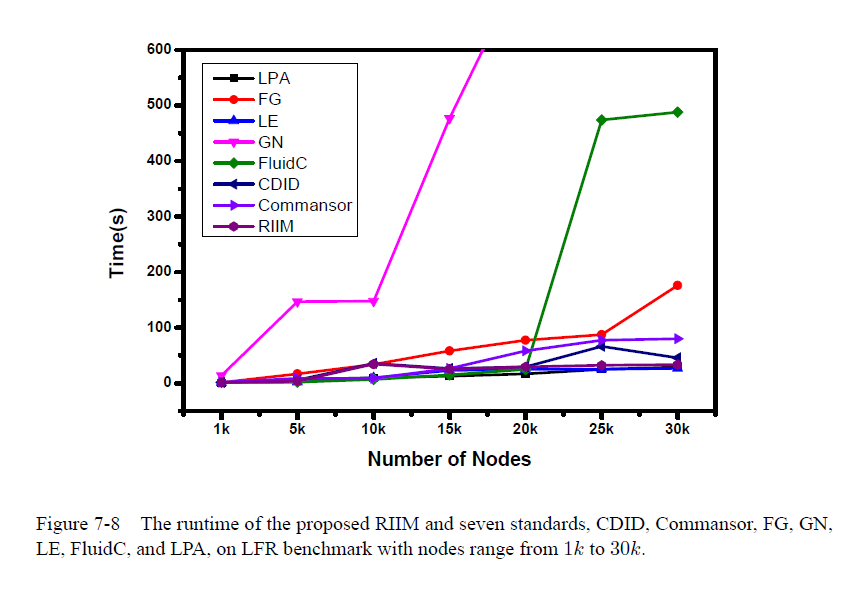 600
500
400
300
200
100
0
Time(s)
LPA
FG
LE
GN
FluidC
CDID
Commansor
RIIM
1k 5k 10k 15k 20k 25k 30k
Number of Nodes
Figure 7-8 The runtime of the proposed RIIM and seven standards, CDID, Commansor, FG, GN,
LE, FluidC, and LPA, on LFR benchmark with nodes range from 1k to 30k.